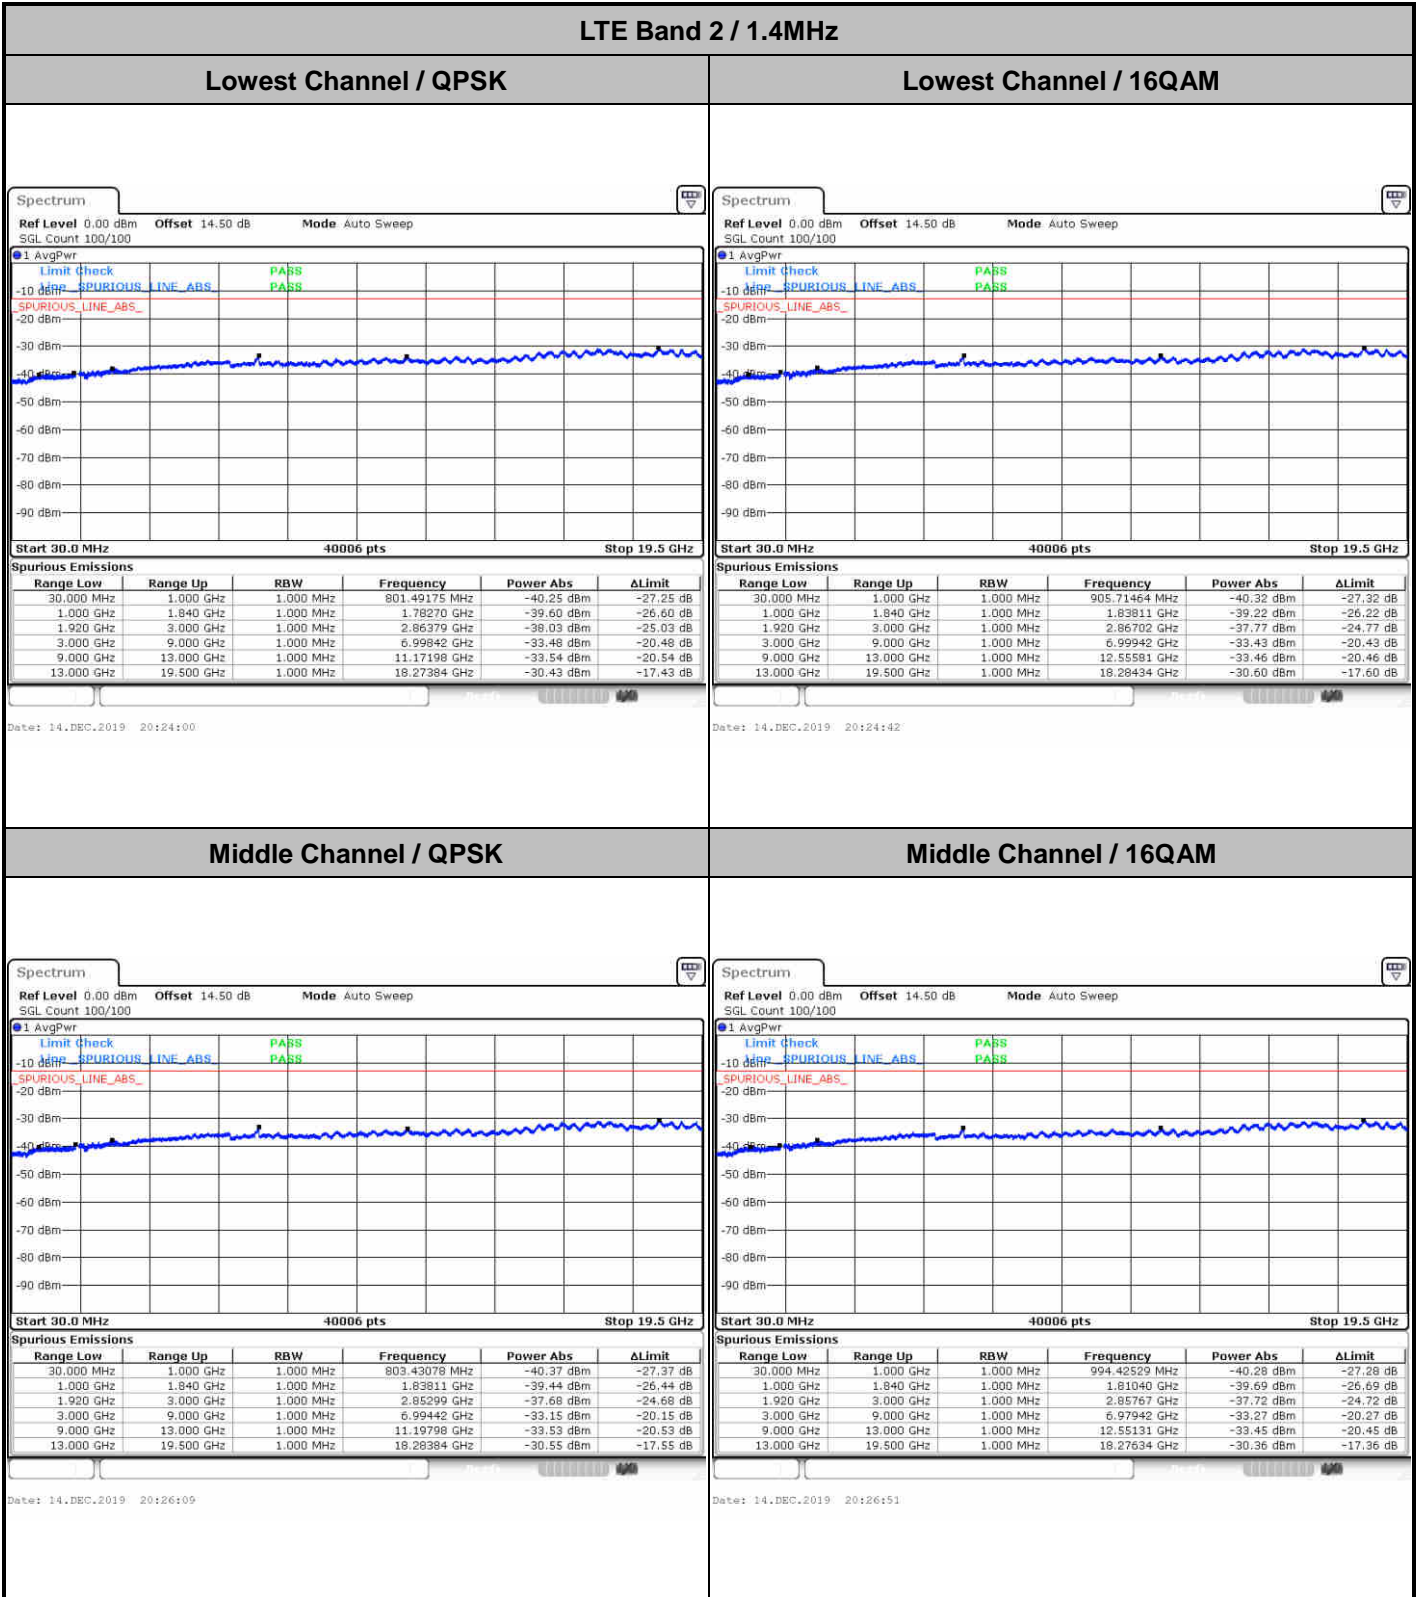 LTE Band 2 / 1.4MHz
Lowest Channel / QPSK
Lowest Channel / 16QAM
Spectrum
Ref Level 0.00 dBm Offset 14.50 dB Mode Auto Sweep
SGL Count 100/100
1 AvgPwr
Limit Check PASS
-10 dBm Line _SPURIOUS_LINE_ABS_ PASS
_SPURIOUS_LINE_ABS_
-20 dBm
-30 dBm
-40 dBm
-50 dBm
-60 dBm
-70 dBm
-80 dBm
-90 dBm
Start 30.0 MHz 40006 pts Stop 19.5 GHz
Spurious Emissions
Range Low Range Up RBW Frequency Power Abs ΔLimit
30.000 MHz 1.000 GHz 1.000 MHz 801.49175 MHz -40.25 dBm -27.25 dB
1.000 GHz 1.840 GHz 1.000 MHz 1.78270 GHz -39.60 dBm -26.60 dB
1.920 GHz 3.000 GHz 1.000 MHz 2.86379 GHz -38.03 dBm -25.03 dB
3.000 GHz 9.000 GHz 1.000 MHz 6.99842 GHz -33.48 dBm -20.48 dB
9.000 GHz 13.000 GHz 1.000 MHz 11.17198 GHz -33.54 dBm -20.54 dB
13.000 GHz 19.500 GHz 1.000 MHz 18.27384 GHz -30.43 dBm -17.43 dB
Date: 14.DEC.2019 20:24:00
Spectrum
Ref Level 0.00 dBm Offset 14.50 dB Mode Auto Sweep
SGL Count 100/100
1 AvgPwr
Limit Check PASS
-10 dBm Line _SPURIOUS_LINE_ABS_ PASS
_SPURIOUS_LINE_ABS_
-20 dBm
-30 dBm
-40 dBm
-50 dBm
-60 dBm
-70 dBm
-80 dBm
-90 dBm
Start 30.0 MHz 40006 pts Stop 19.5 GHz
Spurious Emissions
Range Low Range Up RBW Frequency Power Abs ΔLimit
30.000 MHz 1.000 GHz 1.000 MHz 905.71464 MHz -40.32 dBm -27.32 dB
1.000 GHz 1.840 GHz 1.000 MHz 1.83811 GHz -39.22 dBm -26.22 dB
1.920 GHz 3.000 GHz 1.000 MHz 2.86702 GHz -37.77 dBm -24.77 dB
3.000 GHz 9.000 GHz 1.000 MHz 6.99942 GHz -33.43 dBm -20.43 dB
9.000 GHz 13.000 GHz 1.000 MHz 12.55581 GHz -33.46 dBm -20.46 dB
13.000 GHz 19.500 GHz 1.000 MHz 18.28434 GHz -30.60 dBm -17.60 dB
Date: 14.DEC.2019 20:24:42
Middle Channel / QPSK
Middle Channel / 16QAM
Spectrum
Ref Level 0.00 dBm Offset 14.50 dB Mode Auto Sweep
SGL Count 100/100
1 AvgPwr
Limit Check PASS
-10 dBm Line _SPURIOUS_LINE_ABS_ PASS
_SPURIOUS_LINE_ABS_
-20 dBm
-30 dBm
-40 dBm
-50 dBm
-60 dBm
-70 dBm
-80 dBm
-90 dBm
Start 30.0 MHz 40006 pts Stop 19.5 GHz
Spurious Emissions
Range Low Range Up RBW Frequency Power Abs ΔLimit
30.000 MHz 1.000 GHz 1.000 MHz 803.43078 MHz -40.37 dBm -27.37 dB
1.000 GHz 1.840 GHz 1.000 MHz 1.83811 GHz -39.44 dBm -26.44 dB
1.920 GHz 3.000 GHz 1.000 MHz 2.85299 GHz -37.68 dBm -24.68 dB
3.000 GHz 9.000 GHz 1.000 MHz 6.99442 GHz -33.15 dBm -20.15 dB
9.000 GHz 13.000 GHz 1.000 MHz 11.19798 GHz -33.53 dBm -20.53 dB
13.000 GHz 19.500 GHz 1.000 MHz 18.28384 GHz -30.55 dBm -17.55 dB
Date: 14.DEC.2019 20:26:09
Spectrum
Ref Level 0.00 dBm Offset 14.50 dB Mode Auto Sweep
SGL Count 100/100
1 AvgPwr
Limit Check PASS
-10 dBm Line _SPURIOUS_LINE_ABS_ PASS
_SPURIOUS_LINE_ABS_
-20 dBm
-30 dBm
-40 dBm
-50 dBm
-60 dBm
-70 dBm
-80 dBm
-90 dBm
Start 30.0 MHz 40006 pts Stop 19.5 GHz
Spurious Emissions
Range Low Range Up RBW Frequency Power Abs ΔLimit
30.000 MHz 1.000 GHz 1.000 MHz 994.42529 MHz -40.28 dBm -27.28 dB
1.000 GHz 1.840 GHz 1.000 MHz 1.81040 GHz -39.69 dBm -26.69 dB
1.920 GHz 3.000 GHz 1.000 MHz 2.85767 GHz -37.72 dBm -24.72 dB
3.000 GHz 9.000 GHz 1.000 MHz 6.97942 GHz -33.27 dBm -20.27 dB
9.000 GHz 13.000 GHz 1.000 MHz 12.55131 GHz -33.45 dBm -20.45 dB
13.000 GHz 19.500 GHz 1.000 MHz 18.27634 GHz -30.36 dBm -17.36 dB
Date: 14.DEC.2019 20:26:51